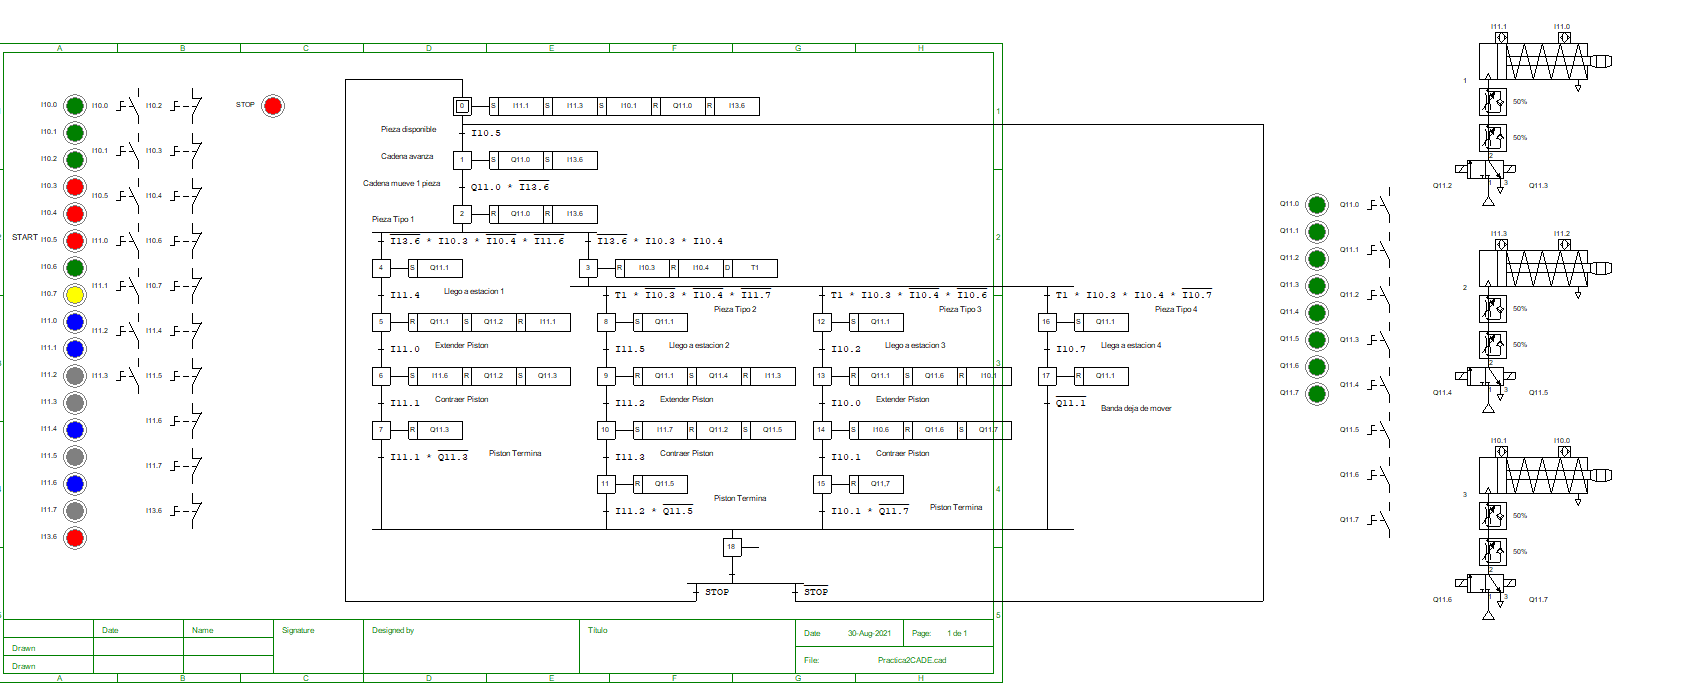 A B C D E F G H
I11.1 I11.0
1
50%
50%
2
1 3
Q11.2 Q11.3
I10.0 I10.0 I10.2
STOP
I10.1
I10.2
I10.1 I10.3
I10.3
I10.5 I10.4
I10.4
START I10.5
I11.0 I10.6
I10.6
I11.1 I10.7
I10.7
I11.0
I11.2 I11.4
I11.1
I11.2
I11.3 I11.5
I11.3
I11.4
I11.6
I11.5
I11.6
I11.7
I11.7
I13.6
I13.6
0 S I11.1 S I11.3 S I10.1 R Q11.0 R I13.6
Pieza disponible I10.5
Cadena avanza 1 S Q11.0 S I13.6
Cadena mueve 1 pieza Q11.0 * I13.6
2 R Q11.0 R I13.6
Pieza Tipo 1
I13.6 * I10.3 * I10.4 * I11.6 I13.6 * I10.3 * I10.4
4 S Q11.1 3 R I10.3 R I10.4 D T1
I11.4 Llego a estacion 1
T1 * I10.3 * I10.4 * I11.7 T1 * I10.3 * I10.4 * I10.6 T1 * I10.3 * I10.4 * I10.7
Pieza Tipo 2 Pieza Tipo 3 Pieza Tipo 4
5 R Q11.1 S Q11.2 R I11.1 8 S Q11.1 12 S Q11.1 16 S Q11.1
I11.0 Extender Piston I11.5 Llego a estacion 2 I10.2 Llego a estacion 3 I10.7 Llega a estacion 4
6 S I11.6 R Q11.2 S Q11.3 9 R Q11.1 S Q11.4 R I11.3 13 R Q11.1 S Q11.6 R I10.1 17 R Q11.1
I11.1 Contraer Piston I11.2 Extender Piston I10.0 Extender Piston Q11.1 Banda deja de mover
7 R Q11.3 10 S I11.7 R Q11.2 S Q11.5 14 S I10.6 R Q11.6 S Q11.7
I11.1 * Q11.3 Piston Termina I11.3 Contraer Piston I10.1 Contraer Piston
11 R Q11.5 15 R Q11.7
I11.2 * Q11.5 Piston Termina I10.1 * Q11.7 Piston Termina
18
STOP STOP
1
2
3
4
5
Q11.0 Q11.0
Q11.1
Q11.1
Q11.2
Q11.3
Q11.2
Q11.4
Q11.5
Q11.3
Q11.6
Q11.4
Q11.7
Q11.5
Q11.6
Q11.7
I11.3 I11.2
2
50%
50%
2
1 3
Q11.4 Q11.5
I10.1 I10.0
3
50%
50%
2
1 3
Q11.6 Q11.7
Date Name Signature Designed by Titulo
Date 30-Aug-2021 Page: 1 de 1
Drawn
Drawn
File: Practica2CADE.cad
A B C D E F G H